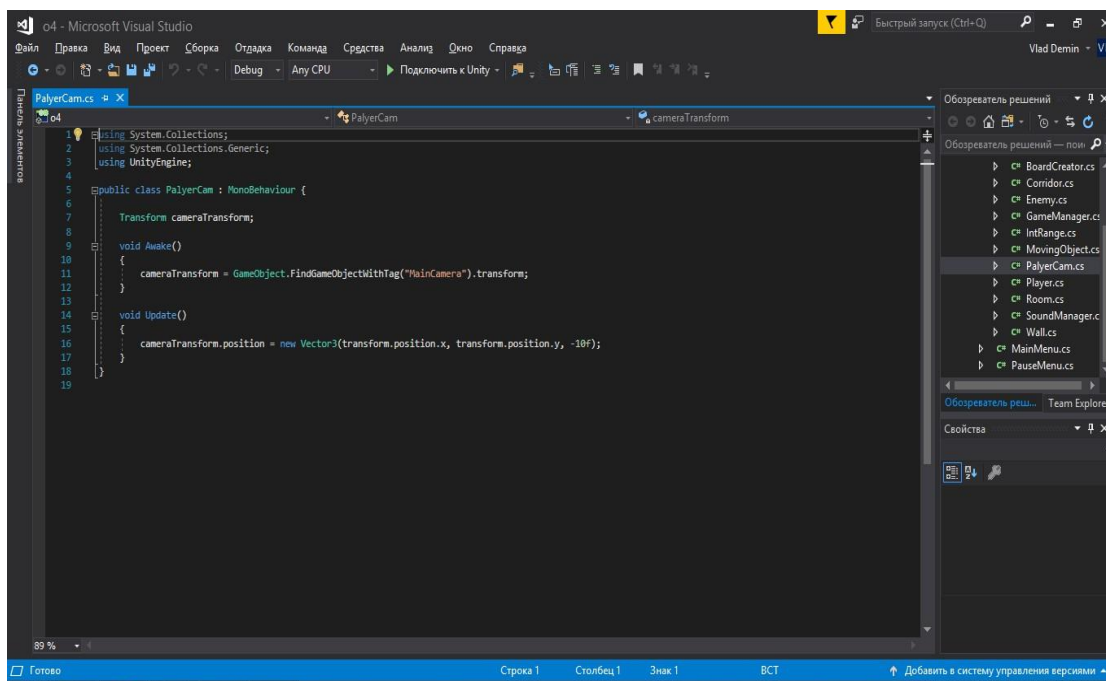 o4 - Microsoft Visual Studio
Быстрый запуск (Ctrl+Q)
Файл Правка Вид Проект Сборка Отладка Команда Средства Анализ Окно Справка
Vlad Demin
Debug Any CPU Подключить к Unity
Панель элементов
PalyerCam.cs
o4 PalyerCam cameraTransform
1 using System.Collections;
2 using System.Collections.Generic;
3 using UnityEngine;
4
5 public class PalyerCam : MonoBehaviour {
6
7 Transform cameraTransform;
8
9 void Awake()
10 {
11 cameraTransform = GameObject.FindGameObjectWithTag("MainCamera").transform;
12 }
13
14 void Update()
15 {
16 cameraTransform.position = new Vector3(transform.position.x, transform.position.y, -10f);
17 }
18 }
19
89 %
Обозреватель решений
Обозреватель решений — пои
C# BoardCreator.cs
C# Corridor.cs
C# Enemy.cs
C# GameManager.cs
C# IntRange.cs
C# MovingObject.cs
C# PalyerCam.cs
C# Player.cs
C# Room.cs
C# SoundManager.c
C# Wall.cs
C# MainMenu.cs
C# PauseMenu.cs
Обозреватель реш... Team Explore
Свойства
Готово Строка 1 Столбец 1 Знак 1 ВСТ Добавить в систему управления версиями